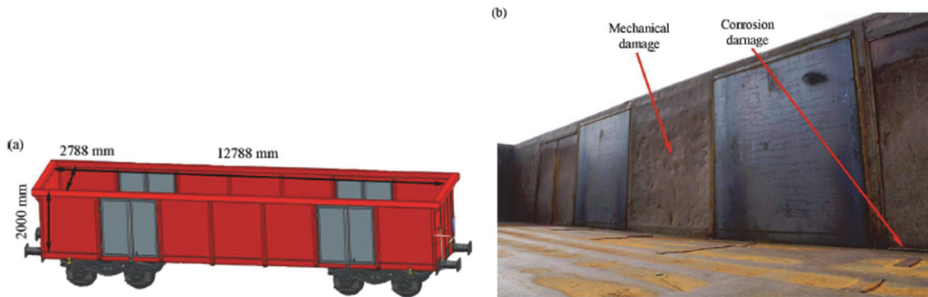 (a)
2788 mm
12788 mm
2000 mm
(b)
Mechanical
damage
Corrosion
damage